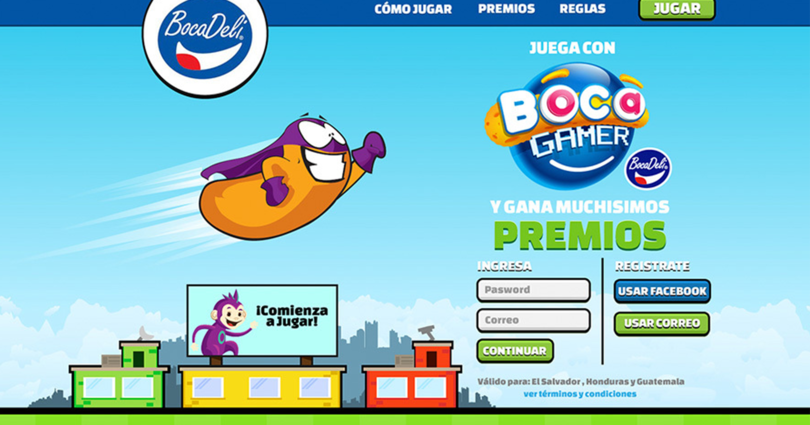 BocaDeli
CÓMO JUGAR PREMIOS REGLAS JUGAR
JUEGA CON
BOCA
GAMER
BocaDeli
Y GANA MUCHISIMOS
PREMIOS
INGRESA
Pasword
Correo
CONTINUAR
REGISTRATE
USAR FACEBOOK
USAR CORREO
¡Comienza
a Jugar!
Válido para: El Salvador , Honduras y Guatemala
ver términos y condiciones